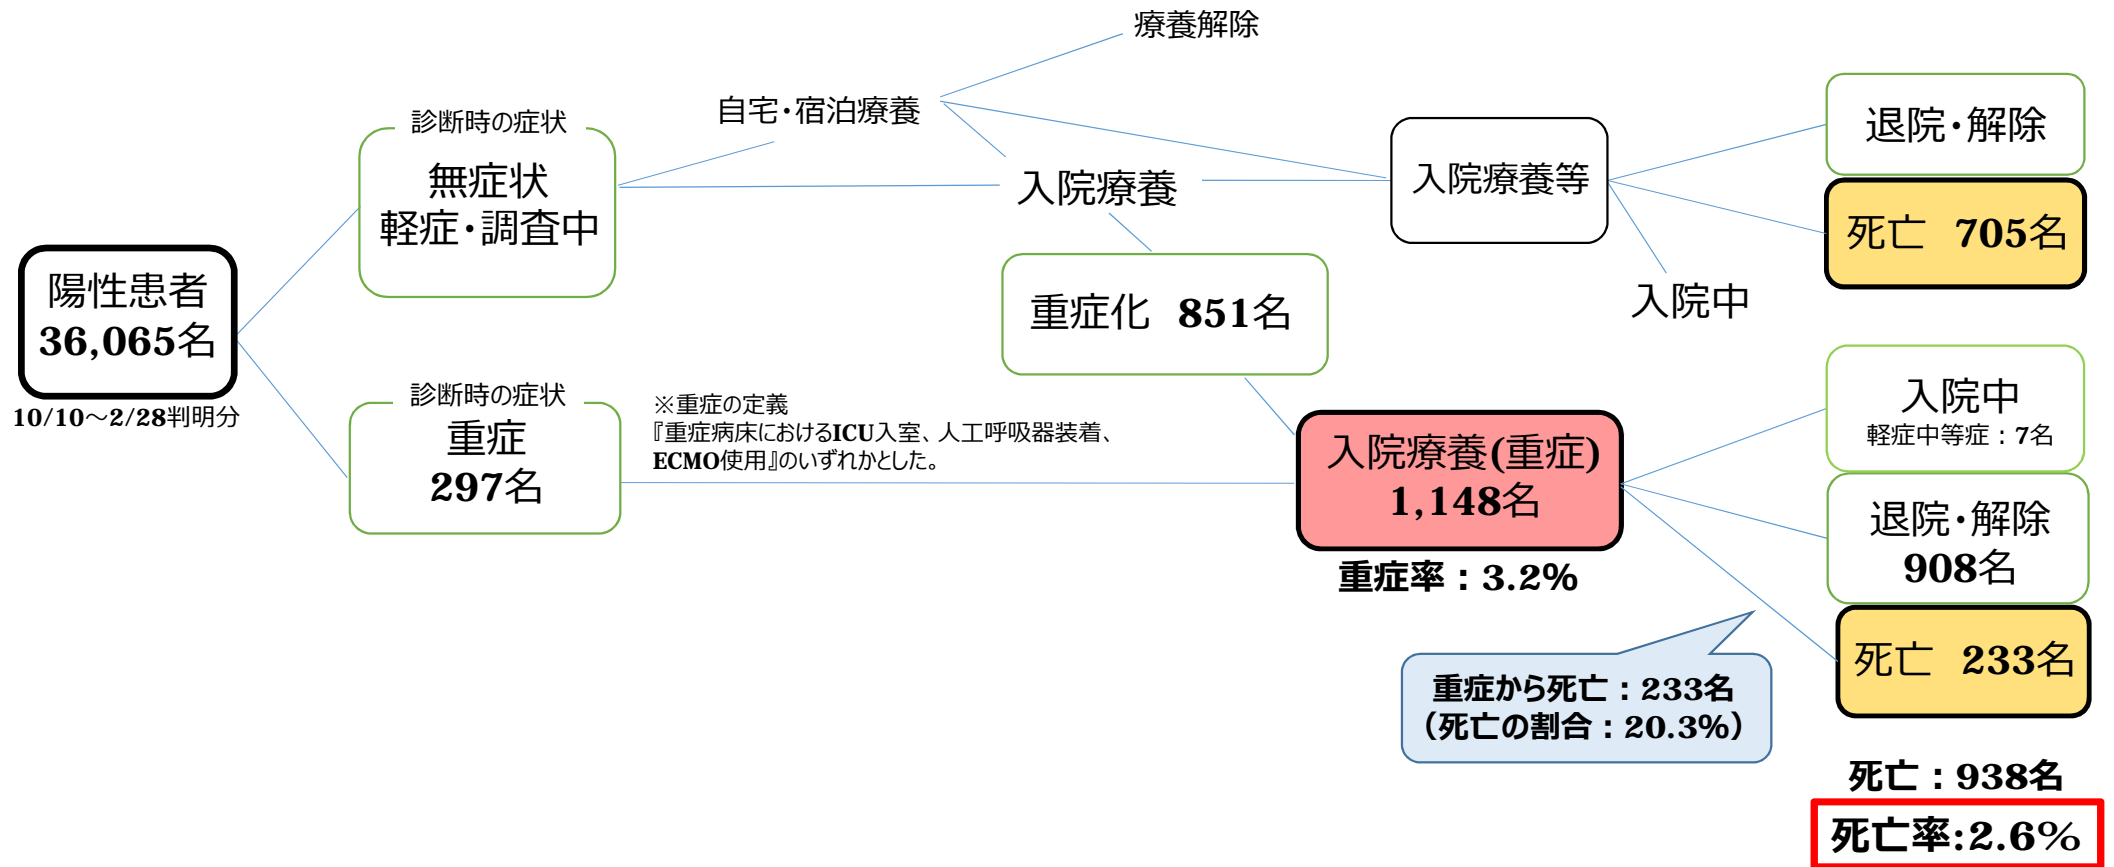 陽性患者
36,065名
10/10～2/28判明分
診断時の症状
無症状
軽症・調査中
診断時の症状
重症
297名
※重症の定義
『重症病床におけるICU入室、人工呼吸器装着、
ECMO使用』のいずれかとした。
自宅・宿泊療養
療養解除
入院療養
重症化　851名
入院療養等
入院療養(重症)
1,148名
重症率：3.2%
退院・解除
死亡　705名
入院中
入院中
軽症中等症：7名
退院・解除
908名
死亡　233名
重症から死亡：233名
（死亡の割合：20.3%）
死亡：938名
死亡率:2.6%